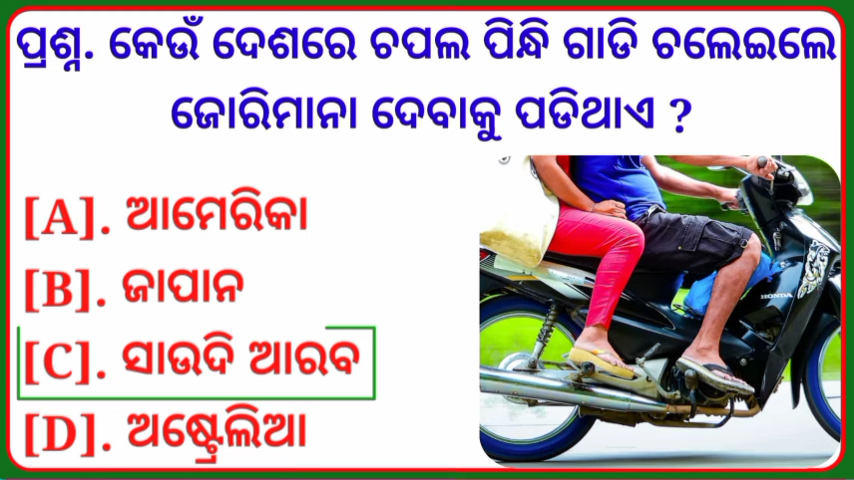 ପ୍ରଶ୍ନ. କେଉଁ ଦେଶରେ ଚପଲ ପିନ୍ଧି ଗାଡି ଚଲେଇଲେ
ଜୋରିମାନା ଦେବାକୁ ପଡିଥାଏ ?
[A]. ଆମେରିକା
[B]. ଜାପାନ
[C]. ସାଉଦି ଆରବ
[D]. ଅଷ୍ଟ୍ରେଲିଆ
HONDA